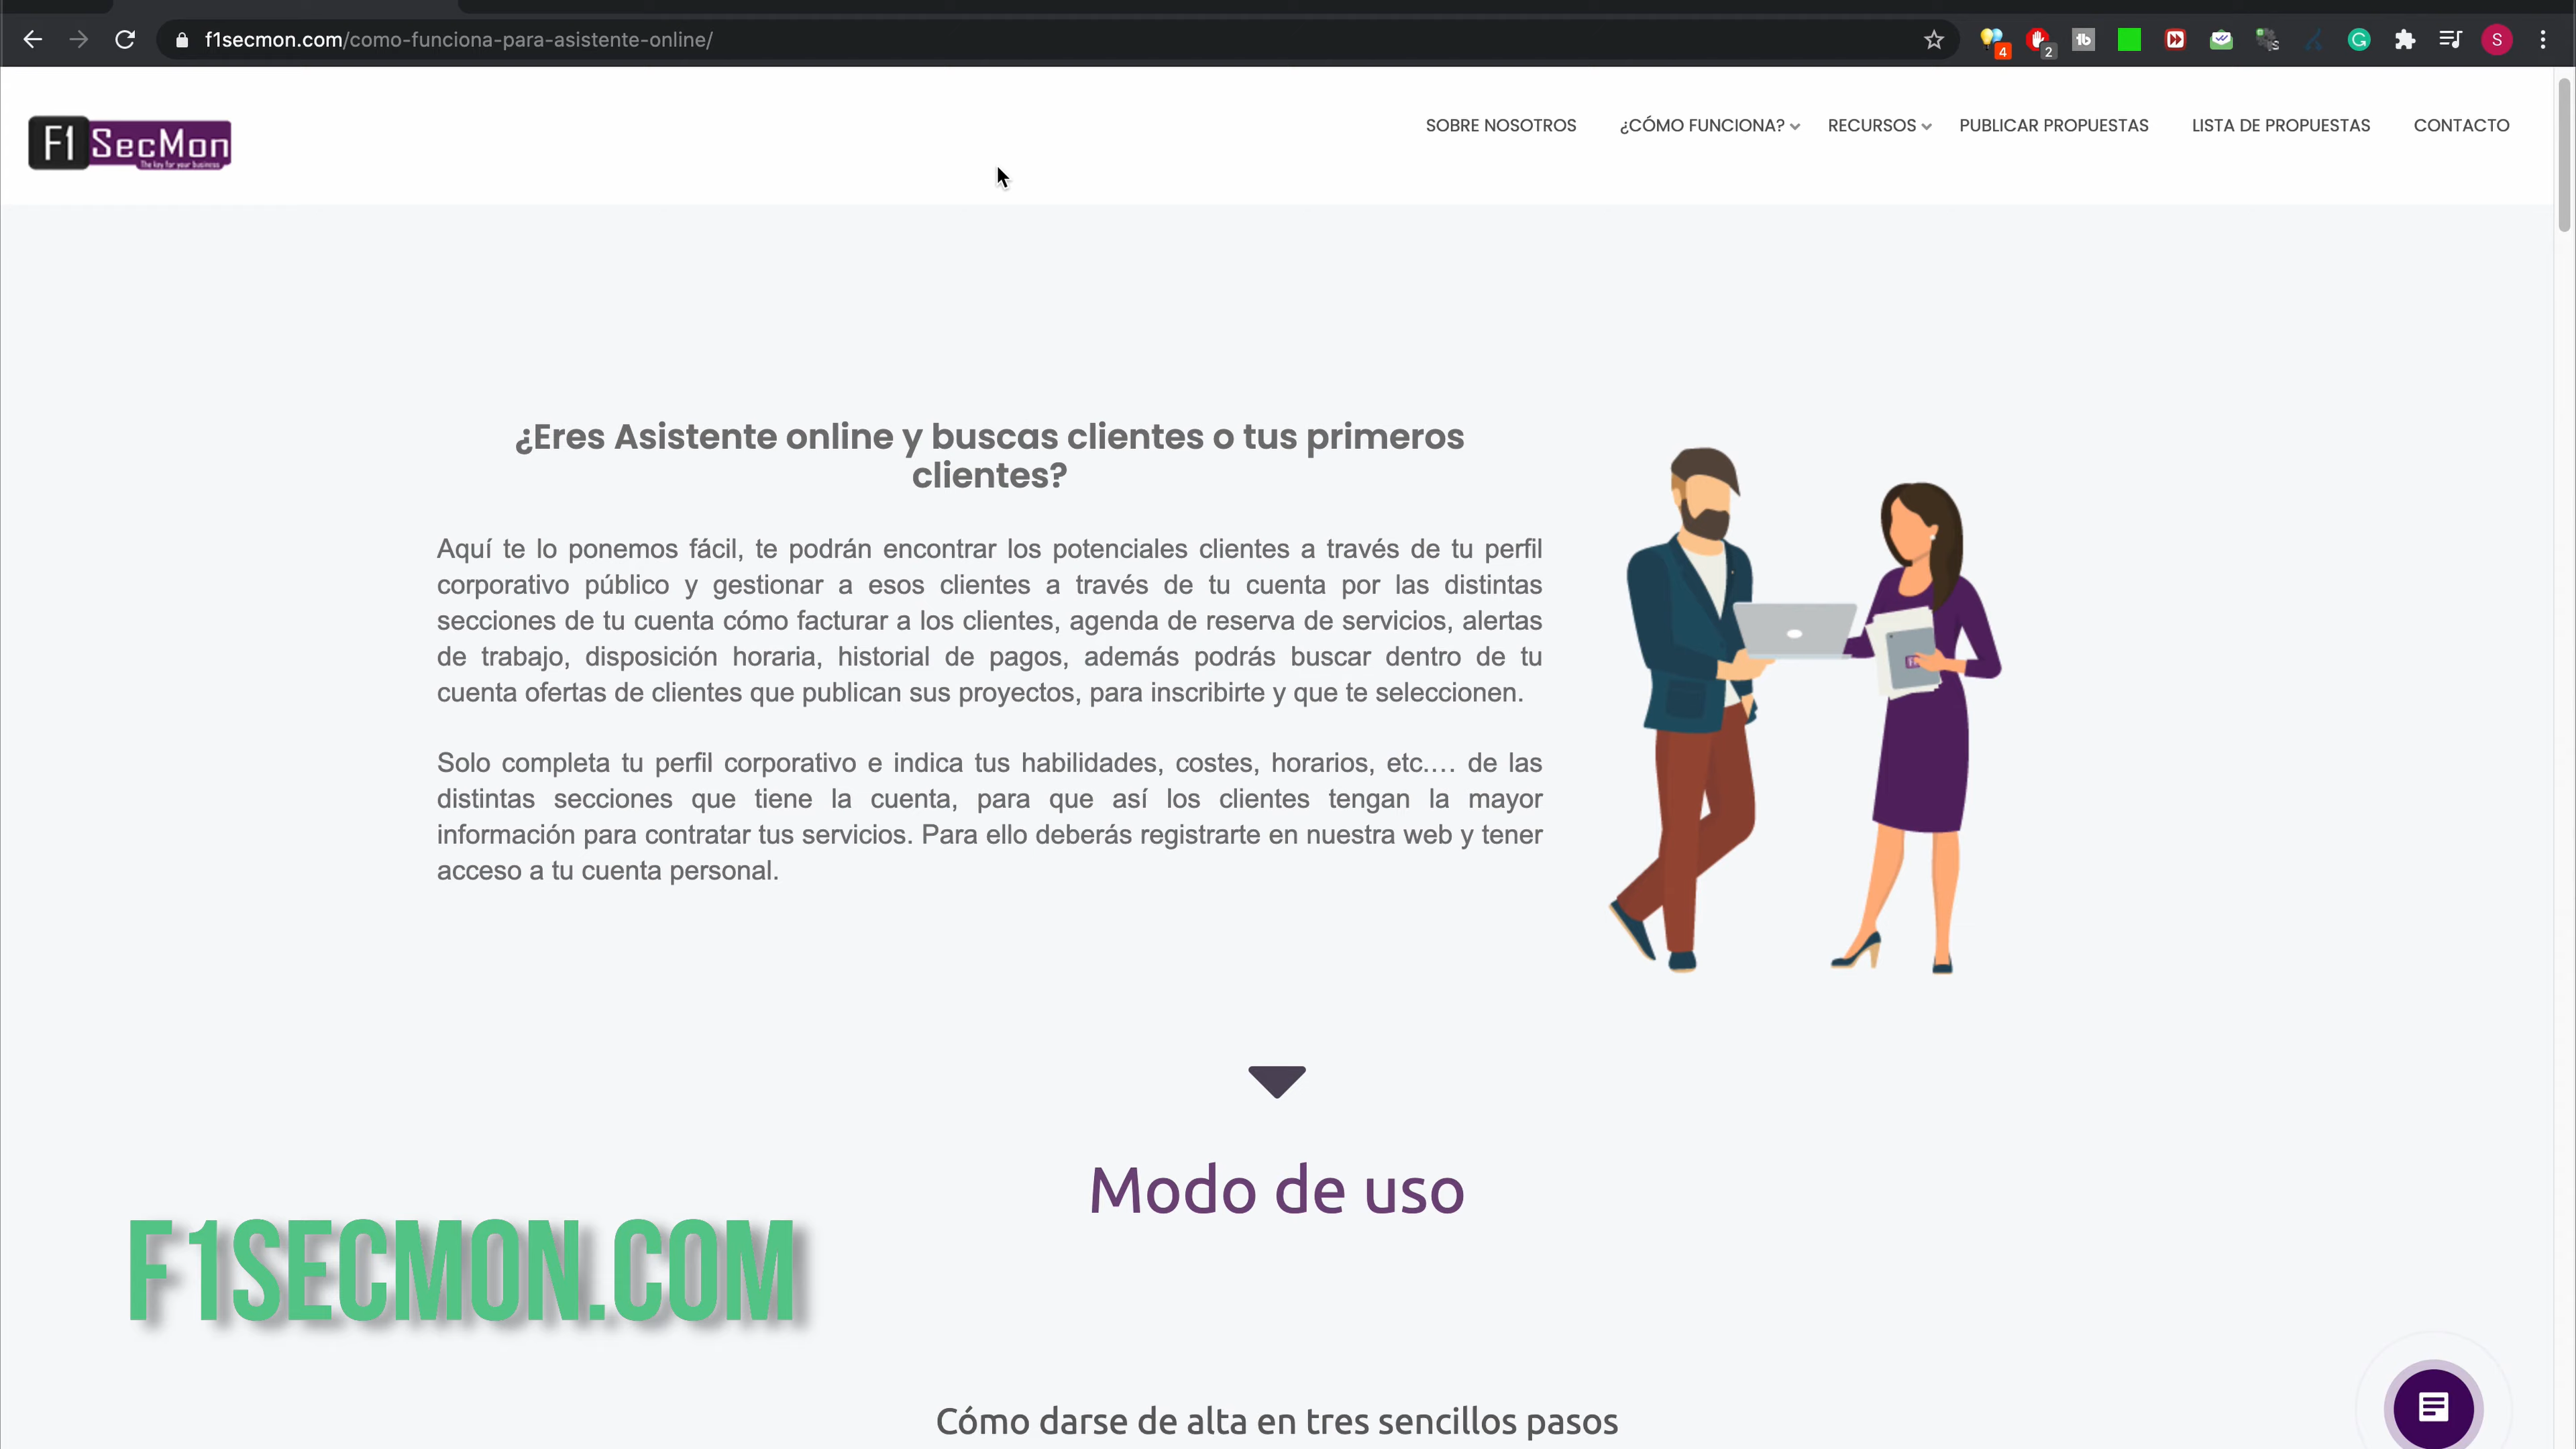 f1secmon.com/como-funciona-para-asistente-online/
4
2
S
F1 SecMon
The key for your business
SOBRE NOSOTROS
¿CÓMO FUNCIONA?
RECURSOS
PUBLICAR PROPUESTAS
LISTA DE PROPUESTAS
CONTACTO
¿Eres Asistente online y buscas clientes o tus primeros
clientes?
Aquí te lo ponemos fácil, te podrán encontrar los potenciales clientes a través de tu perfil
corporativo público y gestionar a esos clientes a través de tu cuenta por las distintas
secciones de tu cuenta cómo facturar a los clientes, agenda de reserva de servicios, alertas
de trabajo, disposición horaria, historial de pagos, además podrás buscar dentro de tu
cuenta ofertas de clientes que publican sus proyectos, para inscribirte y que te seleccionen.
Solo completa tu perfil corporativo e indica tus habilidades, costes, horarios, etc.... de las
distintas secciones que tiene la cuenta, para que así los clientes tengan la mayor
información para contratar tus servicios. Para ello deberás registrarte en nuestra web y tener
acceso a tu cuenta personal.
Modo de uso
F1SECMON.COM
Cómo darse de alta en tres sencillos pasos